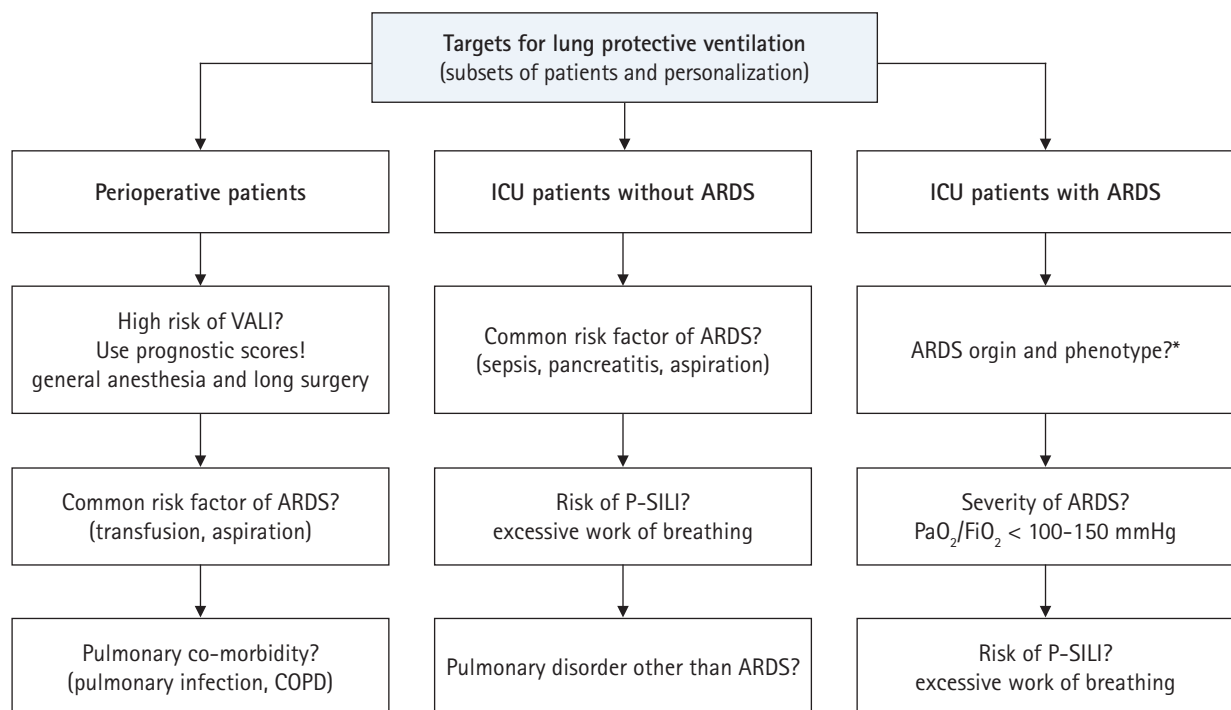 Targets for lung protective ventilation
(subsets of patients and personalization)
Perioperative patients
ICU patients without ARDS
ICU patients with ARDS
High risk of VALI?
Use prognostic scores!
general anesthesia and long surgery
Common risk factor of ARDS?
(sepsis, pancreatitis, aspiration)
ARDS orgin and phenotype?*
Common risk factor of ARDS?
(transfusion, aspiration)
Risk of P-SILI?
excessive work of breathing
Severity of ARDS?
PaO₂/FiO₂ < 100-150 mmHg
Pulmonary co-morbidity?
(pulmonary infection, COPD)
Pulmonary disorder other than ARDS?
Risk of P-SILI?
excessive work of breathing